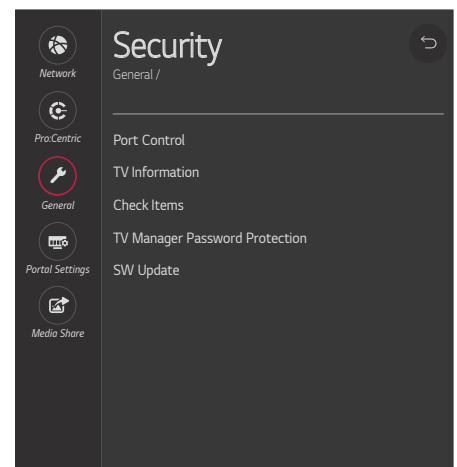 Security
General /
Network
Pro:Centric
General
Portal Settings
Media Share
Port Control
TV Information
Check Items
TV Manager Password Protection
SW Update